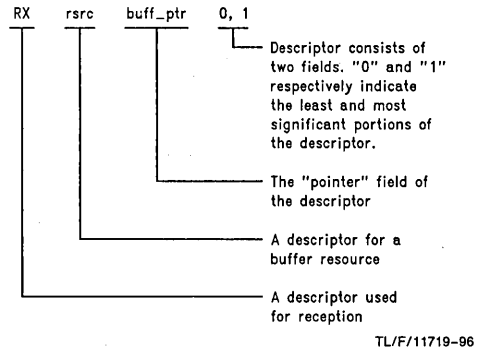 RX rsrc buff_ptr 0, 1
Descriptor consists of
two fields. "0" and "1"
respectively indicate
the least and most
significant portions of
the descriptor.
The "pointer" field of
the descriptor
A descriptor for a
buffer resource
A descriptor used
for reception
TL/F/11719-96